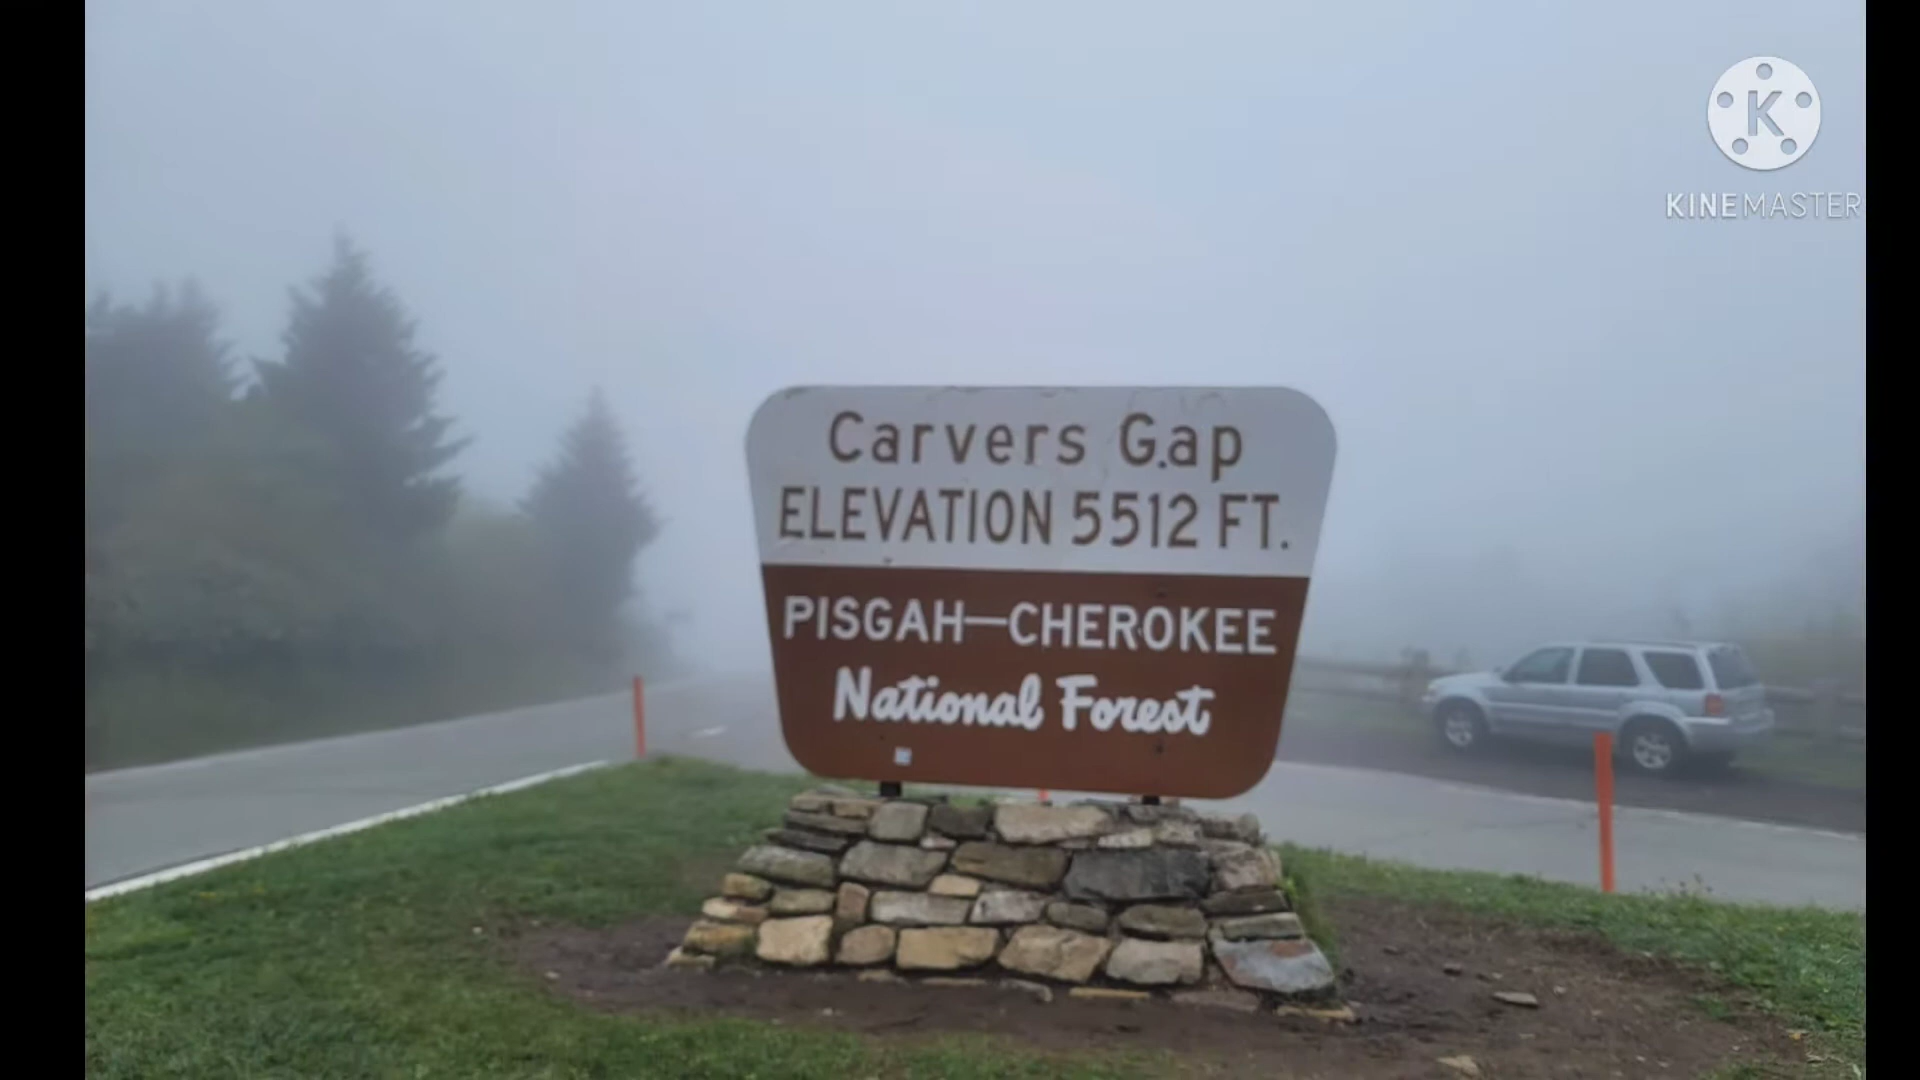 K
KINEMASTER
Carvers Gap
ELEVATION 5512 FT.
PISGAH—CHEROKEE
National Forest